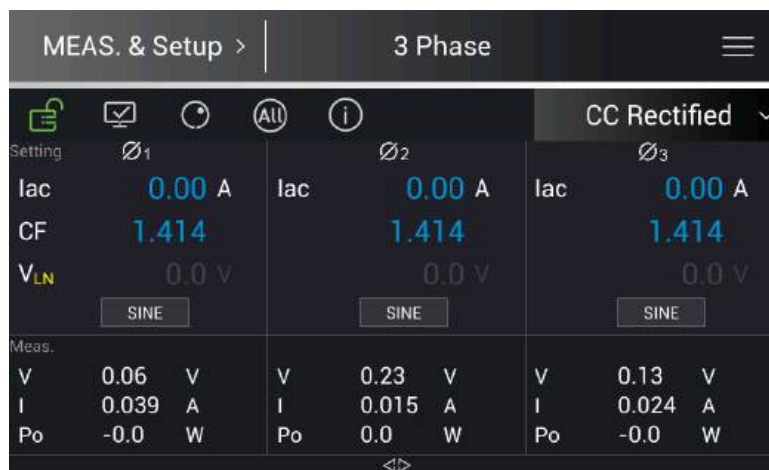 MEAS. & Setup > 3 Phase
All i CC Rectified
Setting Ø1 Ø2 Ø3
Iac 0.00 A Iac 0.00 A Iac 0.00 A
CF 1.414 1.414 1.414
VLN 0.0 V 0.0 V 0.0 V
SINE SINE SINE
Meas.
V 0.06 V V 0.23 V V 0.13 V
I 0.039 A I 0.015 A I 0.024 A
Po -0.0 W Po 0.0 W Po -0.0 W